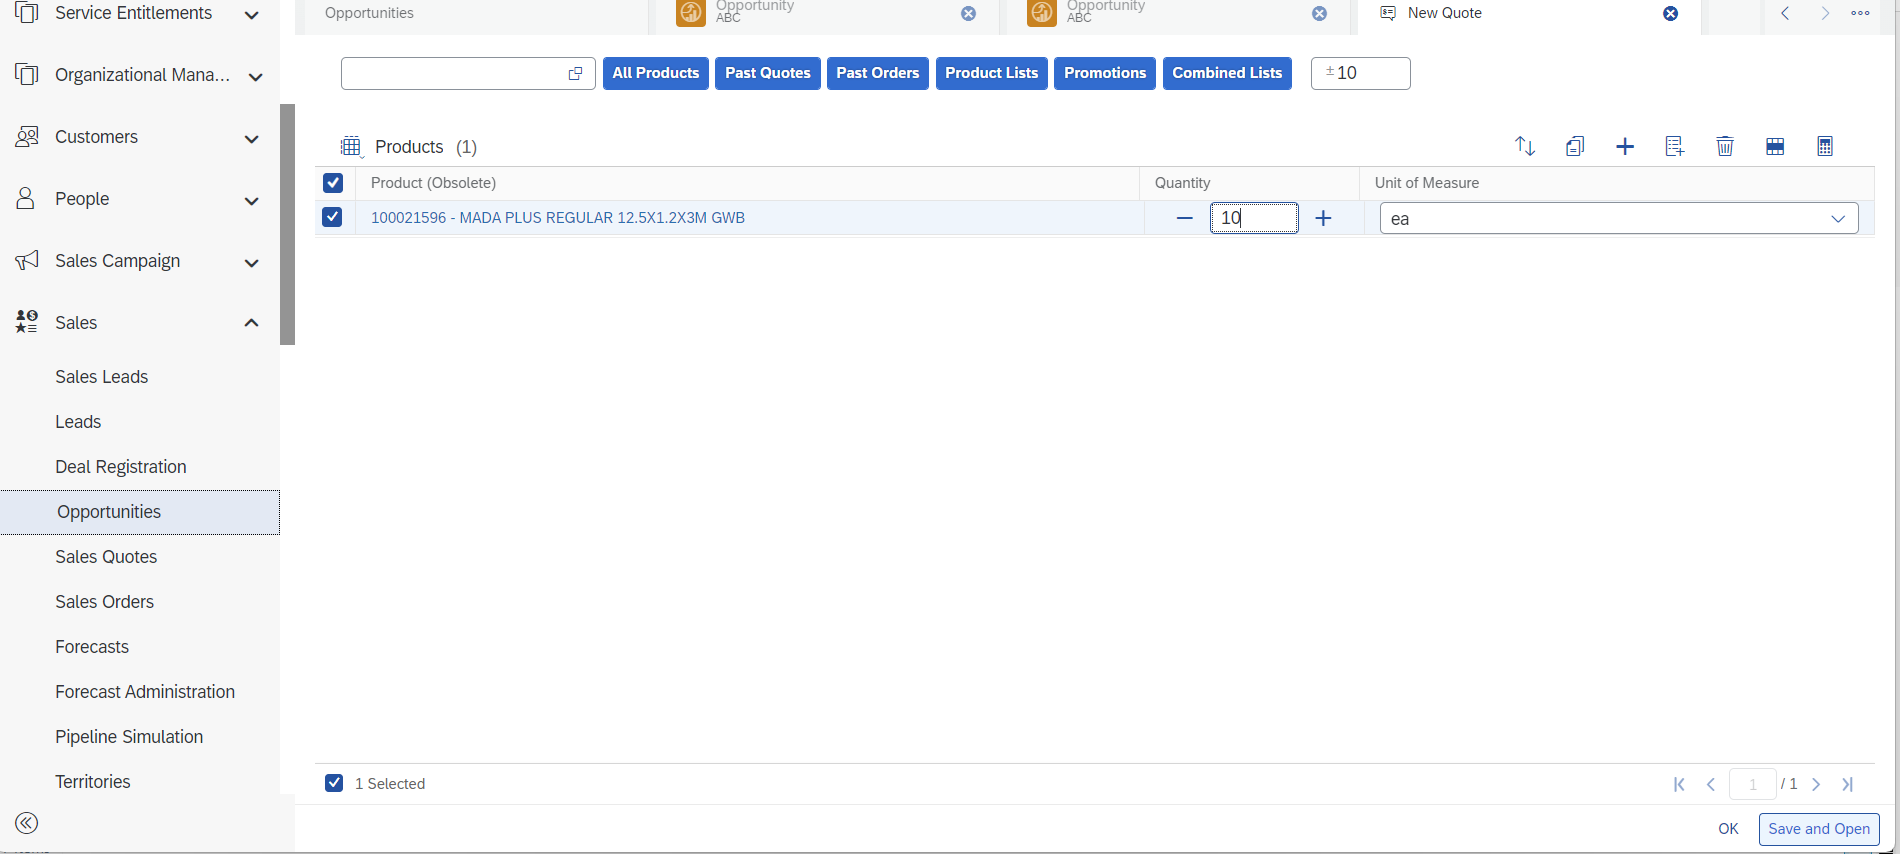 Service Entitlements
Organizational Mana...
Customers
People
Sales Campaign
Sales
Sales Leads
Leads
Deal Registration
Opportunities
Sales Quotes
Sales Orders
Forecasts
Forecast Administration
Pipeline Simulation
Territories
Opportunities
Opportunity
ABC
Opportunity
ABC
New Quote
All Products Past Quotes Past Orders Product Lists Promotions Combined Lists ±10
Products (1)
Product (Obsolete) Quantity Unit of Measure
100021596 - MADA PLUS REGULAR 12.5X1.2X3M GWB 10 ea
1 Selected 1 / 1
OK Save and Open